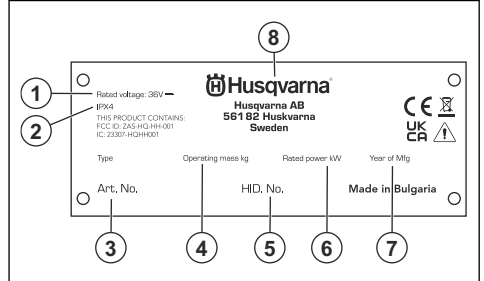 8
Husqvarna
1
Rated voltage: 36V
2
IPX4
THIS PRODUCT CONTAINS:
FCC ID: ZAS-HQ-HH-001
IC: 23307-HQHH001
Husqvarna AB
561 82 Huskvarna
Sweden
CE
UK
CA
Type Operating mass kg Rated power kW Year of Mfg
Art. No. HID. No. Made in Bulgaria
3 4 5 6 7